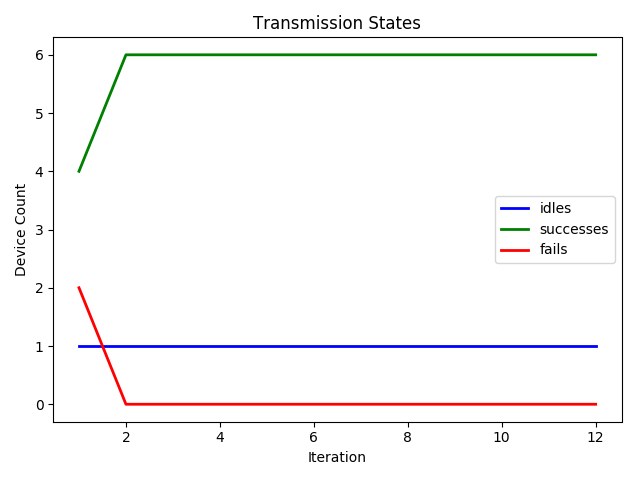 Transmission States
Device Count
6
5
4
3
2
1
0
idles
successes
fails
2 4 6 8 10 12
Iteration